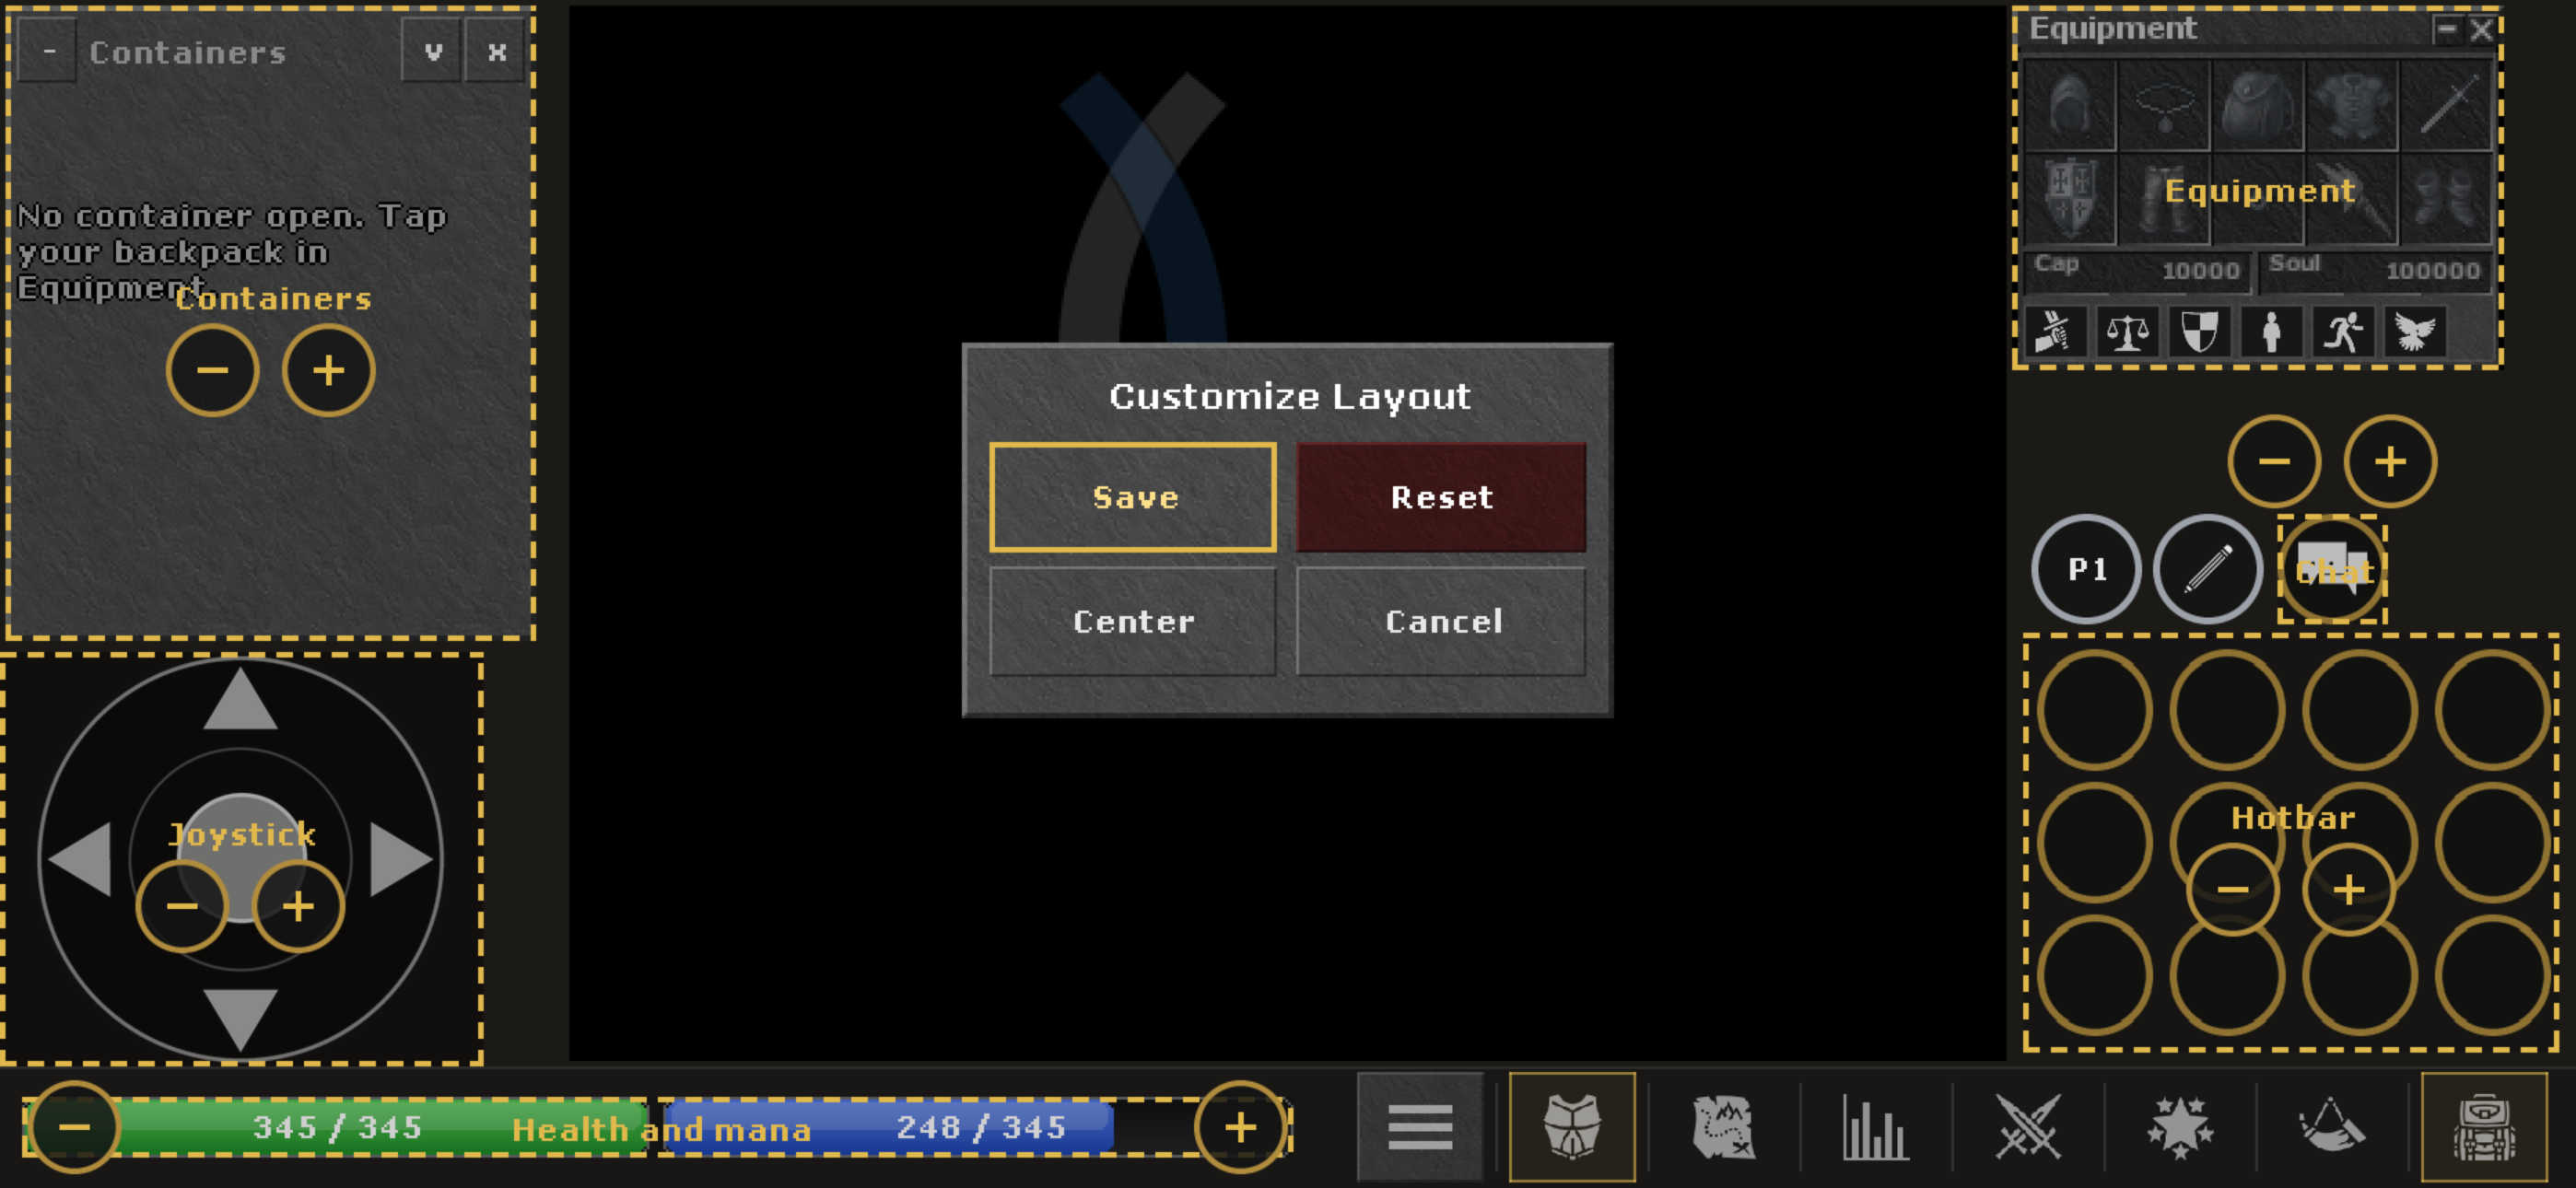 - Containers v x
No container open. Tap
your backpack in
Equipment.
Containers
- +
Joystick
- +
Customize Layout
Save Reset
Center Cancel
Equipment - X
Equipment
Cap 10000 Soul 100000
- +
P1 Chat
Hotbar
- +
- 345 / 345 Health and mana 248 / 345 +